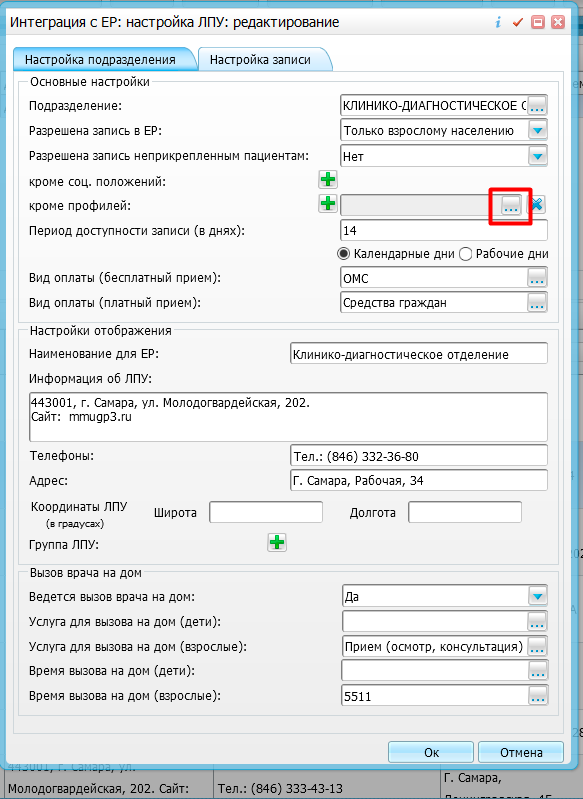 Интеграция с ЕР: настройка ЛПУ: редактирование
Настройка подразделения
Настройка записи
Основные настройки
Подразделение: КЛИНИКО-ДИАГНОСТИЧЕСКОЕ О ...
Разрешена запись в ЕР: Только взрослому населению
Разрешена запись неприкрепленным пациентам: Нет
кроме соц. положений:
кроме профилей: ...
Период доступности записи (в днях): 14
Календарные дни Рабочие дни
Вид оплаты (бесплатный прием): ОМС ...
Вид оплаты (платный прием): Средства граждан ...
Настройки отображения
Наименование для ЕР: Клинико-диагностическое отделение
Информация об ЛПУ:
443001, г. Самара, ул. Молодогвардейская, 202.
Сайт: mmugp3.ru
Телефоны: Тел.: (846) 332-36-80
Адрес: Г. Самара, Рабочая, 34
Координаты ЛПУ
(в градусах)
Широта Долгота
Группа ЛПУ:
Вызов врача на дом
Ведется вызов врача на дом: Да
Услуга для вызова на дом (дети): ...
Услуга для вызова на дом (взрослые): Прием (осмотр, консультация) ...
Время вызова на дом (дети): ...
Время вызова на дом (взрослые): 5511 ...
Ок Отмена
443001, г. Самара, ул.
Молодогвардейская, 202. Сайт:
Тел.: (846) 333-43-13
Г. Самара,